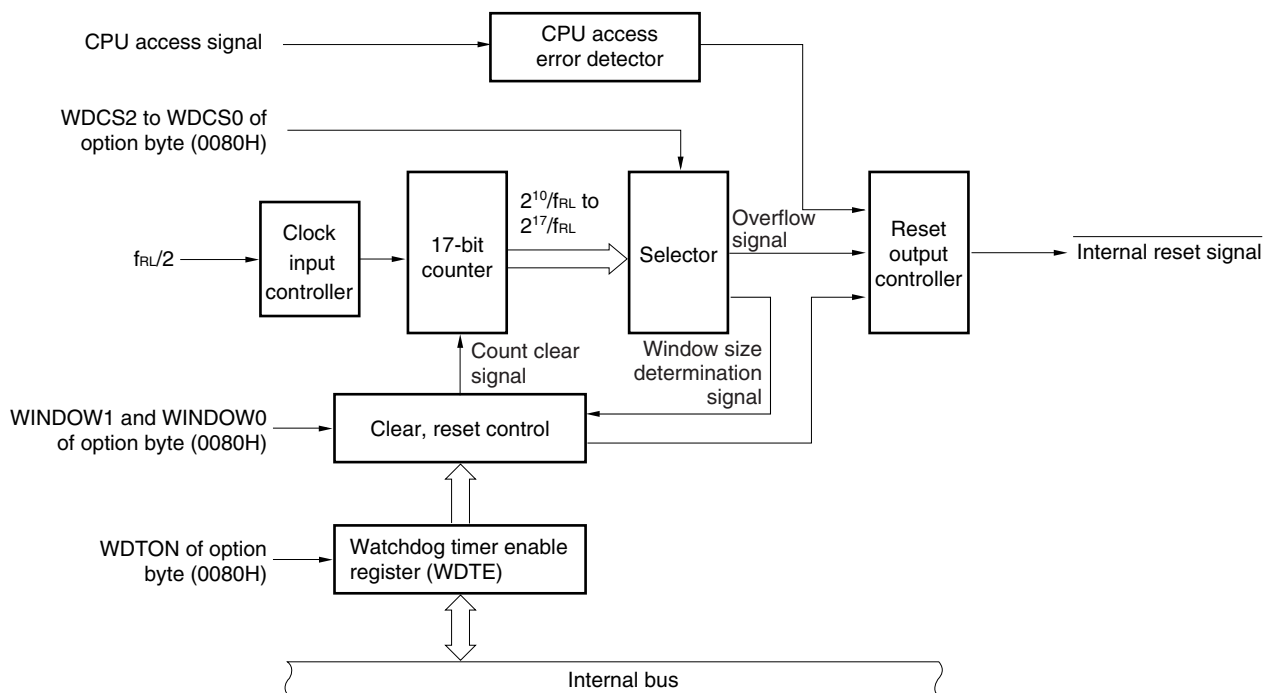 CPU access signal
CPU access
error detector
WDCS2 to WDCS0 of
option byte (0080H)
fRL/2
Clock
input
controller
17-bit
counter
2¹⁰/fRL to
2¹⁷/fRL
Selector
Overflow
signal
Reset
output
controller
Internal reset signal
Count clear
signal
Window size
determination
signal
WINDOW1 and WINDOW0
of option byte (0080H)
Clear, reset control
WDTON of option
byte (0080H)
Watchdog timer enable
register (WDTE)
Internal bus